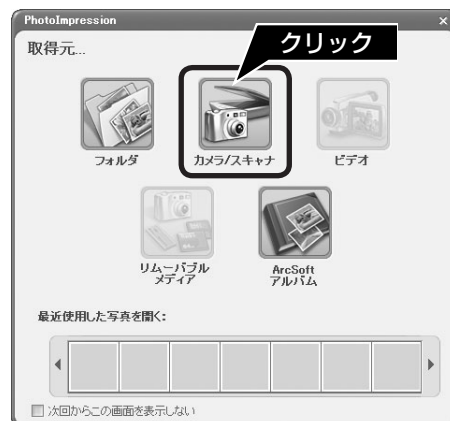 PhotoImpression
取得元...
クリック
フォルダ
カメラ/スキャナ
ビデオ
リムーバブル
メディア
ArcSoft
アルバム
最近使用した写真を開く:
次回からこの画面を表示しない